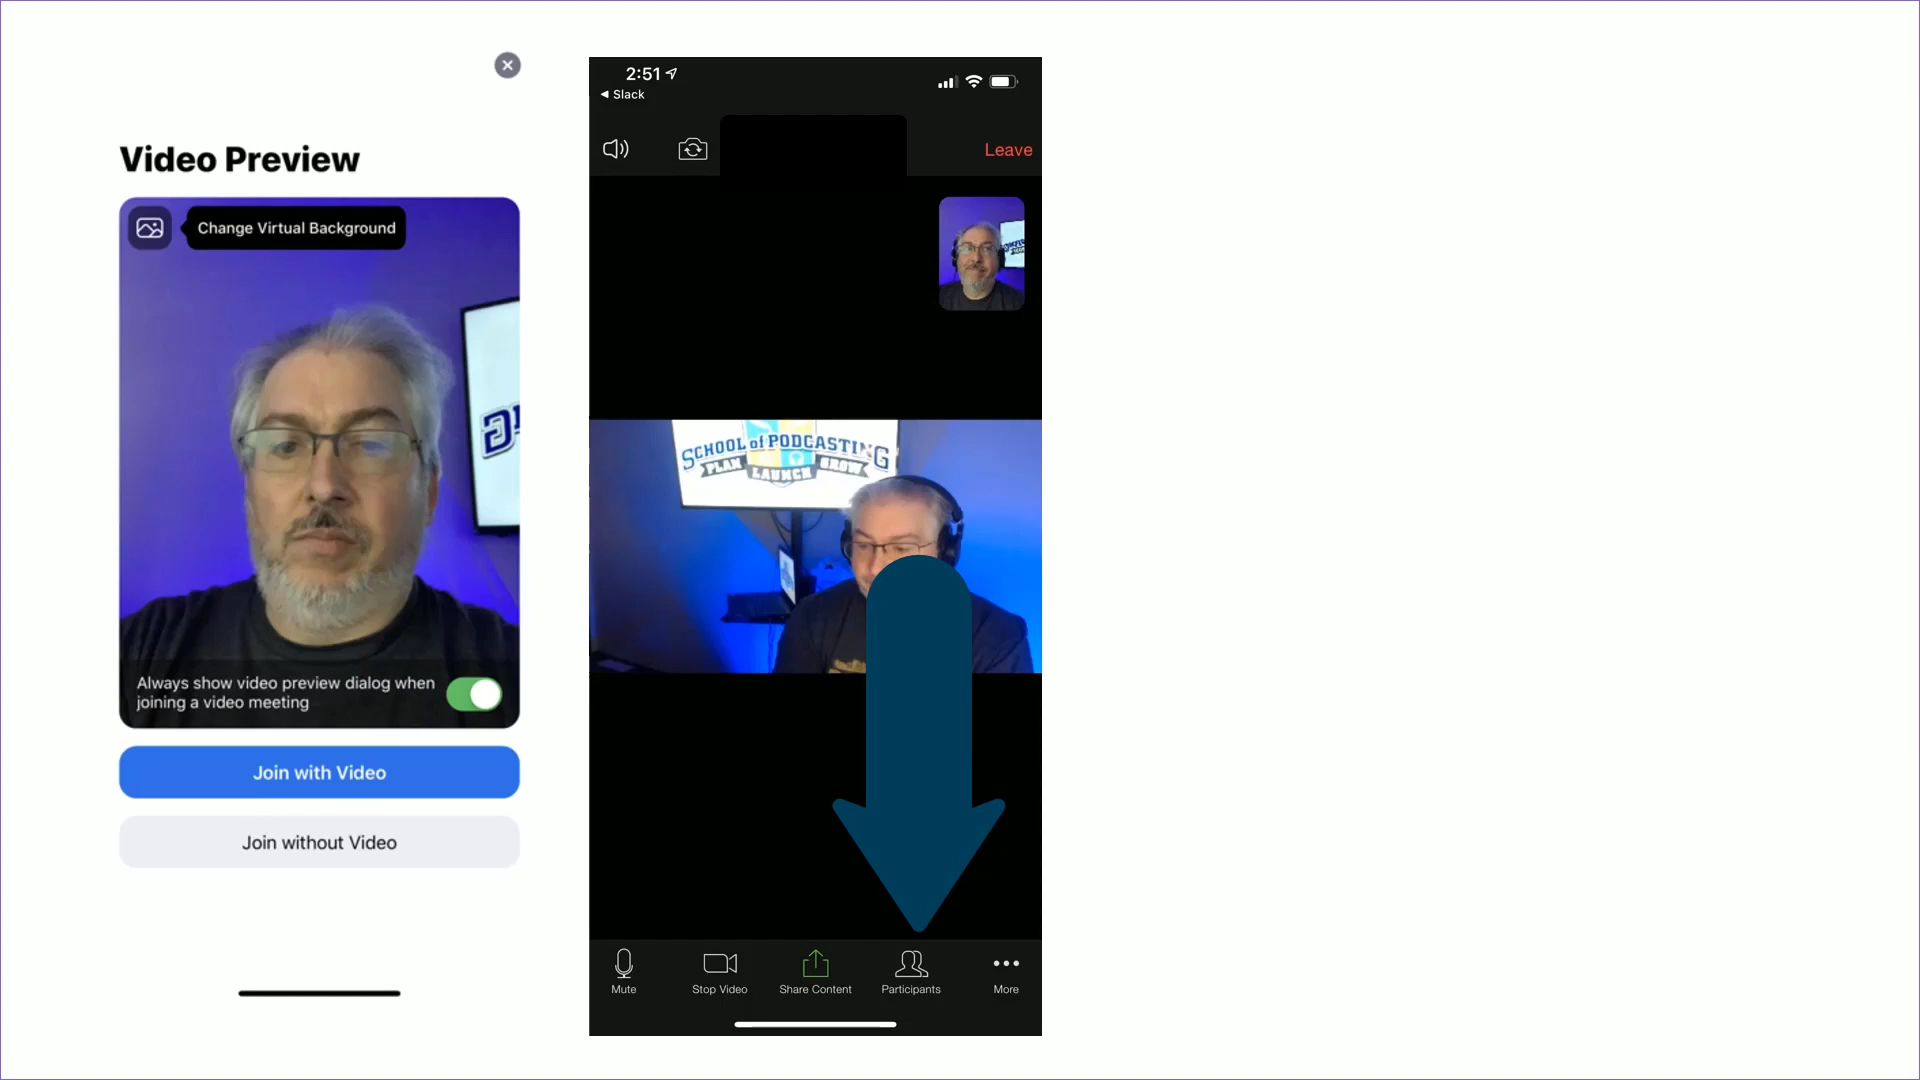 Video Preview
Change Virtual Background
Always show video preview dialog when
joining a video meeting
Join with Video
Join without Video
2:51
Slack
Leave
SCHOOL of PODCASTING
PLAN LAUNCH GROW
Mute
Stop Video
Share Content
Participants
More